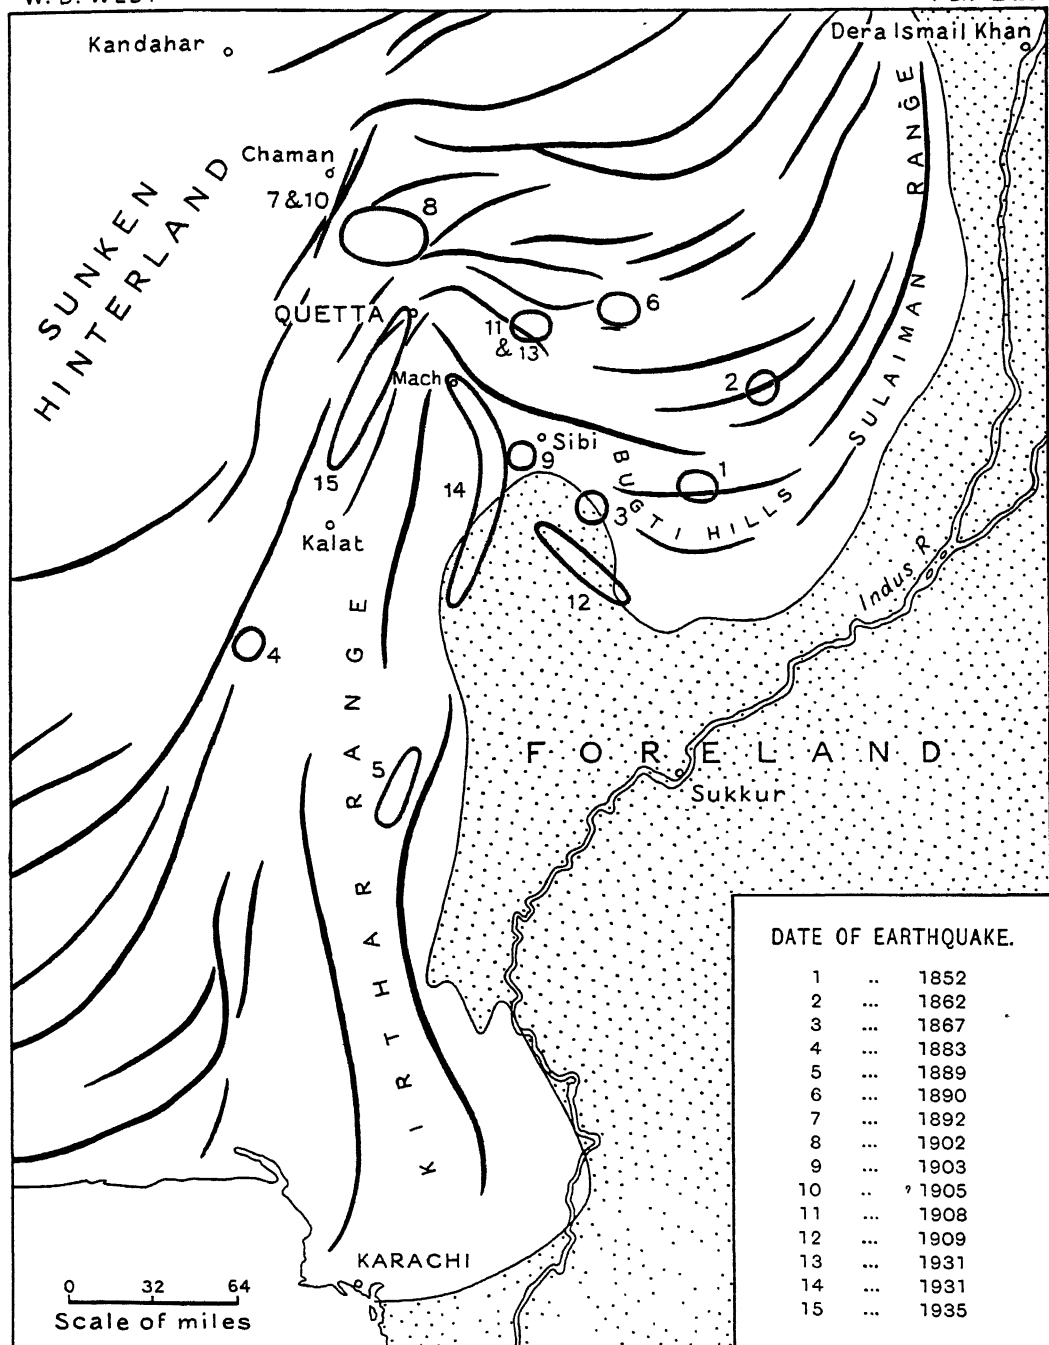 Kandahar
Dera Ismail Khan
Chaman
7 & 10
8
SUNKEN
HINTERLAND
RANGE
QUETTA
6
11
& 13
SULAIMAN
Mach
2
Sibi
9
BUGTI HILLS
1
15
14
3
Kalat
12
Indus R
4
KIRTHAR RANGE
5
FORELAND
Sukkur
DATE OF EARTHQUAKE.
1 .. 1852
2 ... 1862
3 ... 1867
4 ... 1883
5 ... 1889
6 ... 1890
7 ... 1892
8 ... 1902
9 ... 1903
10 .. ? 1905
11 ... 1908
12 ... 1909
13 ... 1931
14 ... 1931
15 ... 1935
KARACHI
0 32 64
Scale of miles